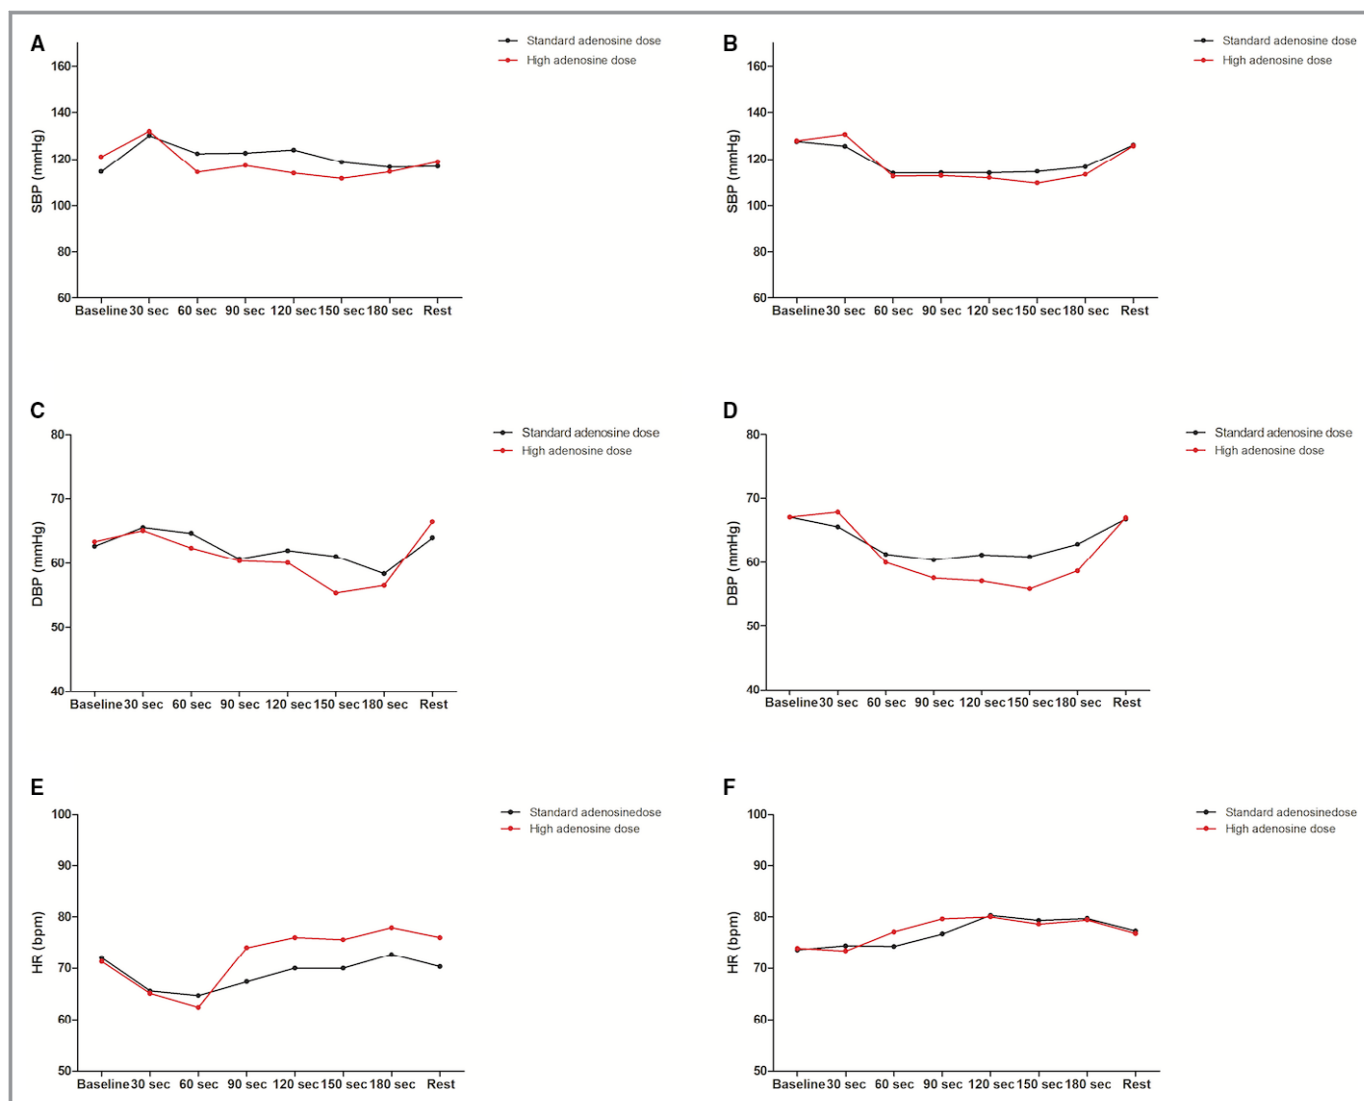 A
Standard adenosine dose
High adenosine dose
SBP (mmHg)
160
140
120
100
80
60
Baseline 30 sec 60 sec 90 sec 120 sec 150 sec 180 sec Rest
B
Standard adenosine dose
High adenosine dose
SBP (mmHg)
160
140
120
100
80
60
Baseline 30 sec 60 sec 90 sec 120 sec 150 sec 180 sec Rest
C
Standard adenosine dose
High adenosine dose
DBP (mmHg)
80
70
60
50
40
Baseline 30 sec 60 sec 90 sec 120 sec 150 sec 180 sec Rest
D
Standard adenosine dose
High adenosine dose
DBP (mmHg)
80
70
60
50
40
Baseline 30 sec 60 sec 90 sec 120 sec 150 sec 180 sec Rest
E
Standard adenosinedose
High adenosine dose
HR (bpm)
100
90
80
70
60
50
Baseline 30 sec 60 sec 90 sec 120 sec 150 sec 180 sec Rest
F
Standard adenosinedose
High adenosine dose
HR (bpm)
100
90
80
70
60
50
Baseline 30 sec 60 sec 90 sec 120 sec 150 sec 180 sec Rest